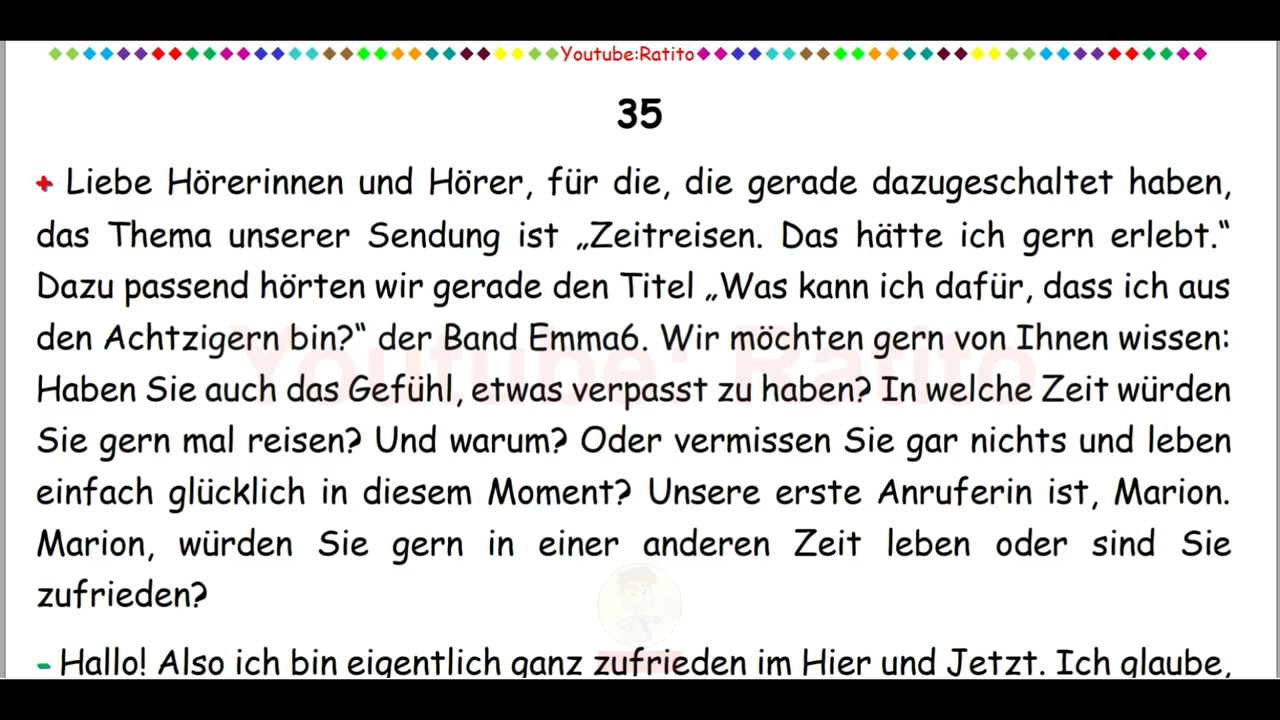 Youtube:Ratito
35
+ Liebe Hörerinnen und Hörer, für die, die gerade dazugeschaltet haben,
das Thema unserer Sendung ist „Zeitreisen. Das hätte ich gern erlebt.“
Dazu passend hörten wir gerade den Titel „Was kann ich dafür, dass ich aus
den Achtzigern bin?“ der Band Emma6. Wir möchten gern von Ihnen wissen:
Youtube: Ratito
Haben Sie auch das Gefühl, etwas verpasst zu haben? In welche Zeit würden
Sie gern mal reisen? Und warum? Oder vermissen Sie gar nichts und leben
einfach glücklich in diesem Moment? Unsere erste Anruferin ist, Marion.
Marion, würden Sie gern in einer anderen Zeit leben oder sind Sie
zufrieden?
- Hallo! Also ich bin eigentlich ganz zufrieden im Hier und Jetzt. Ich glaube,